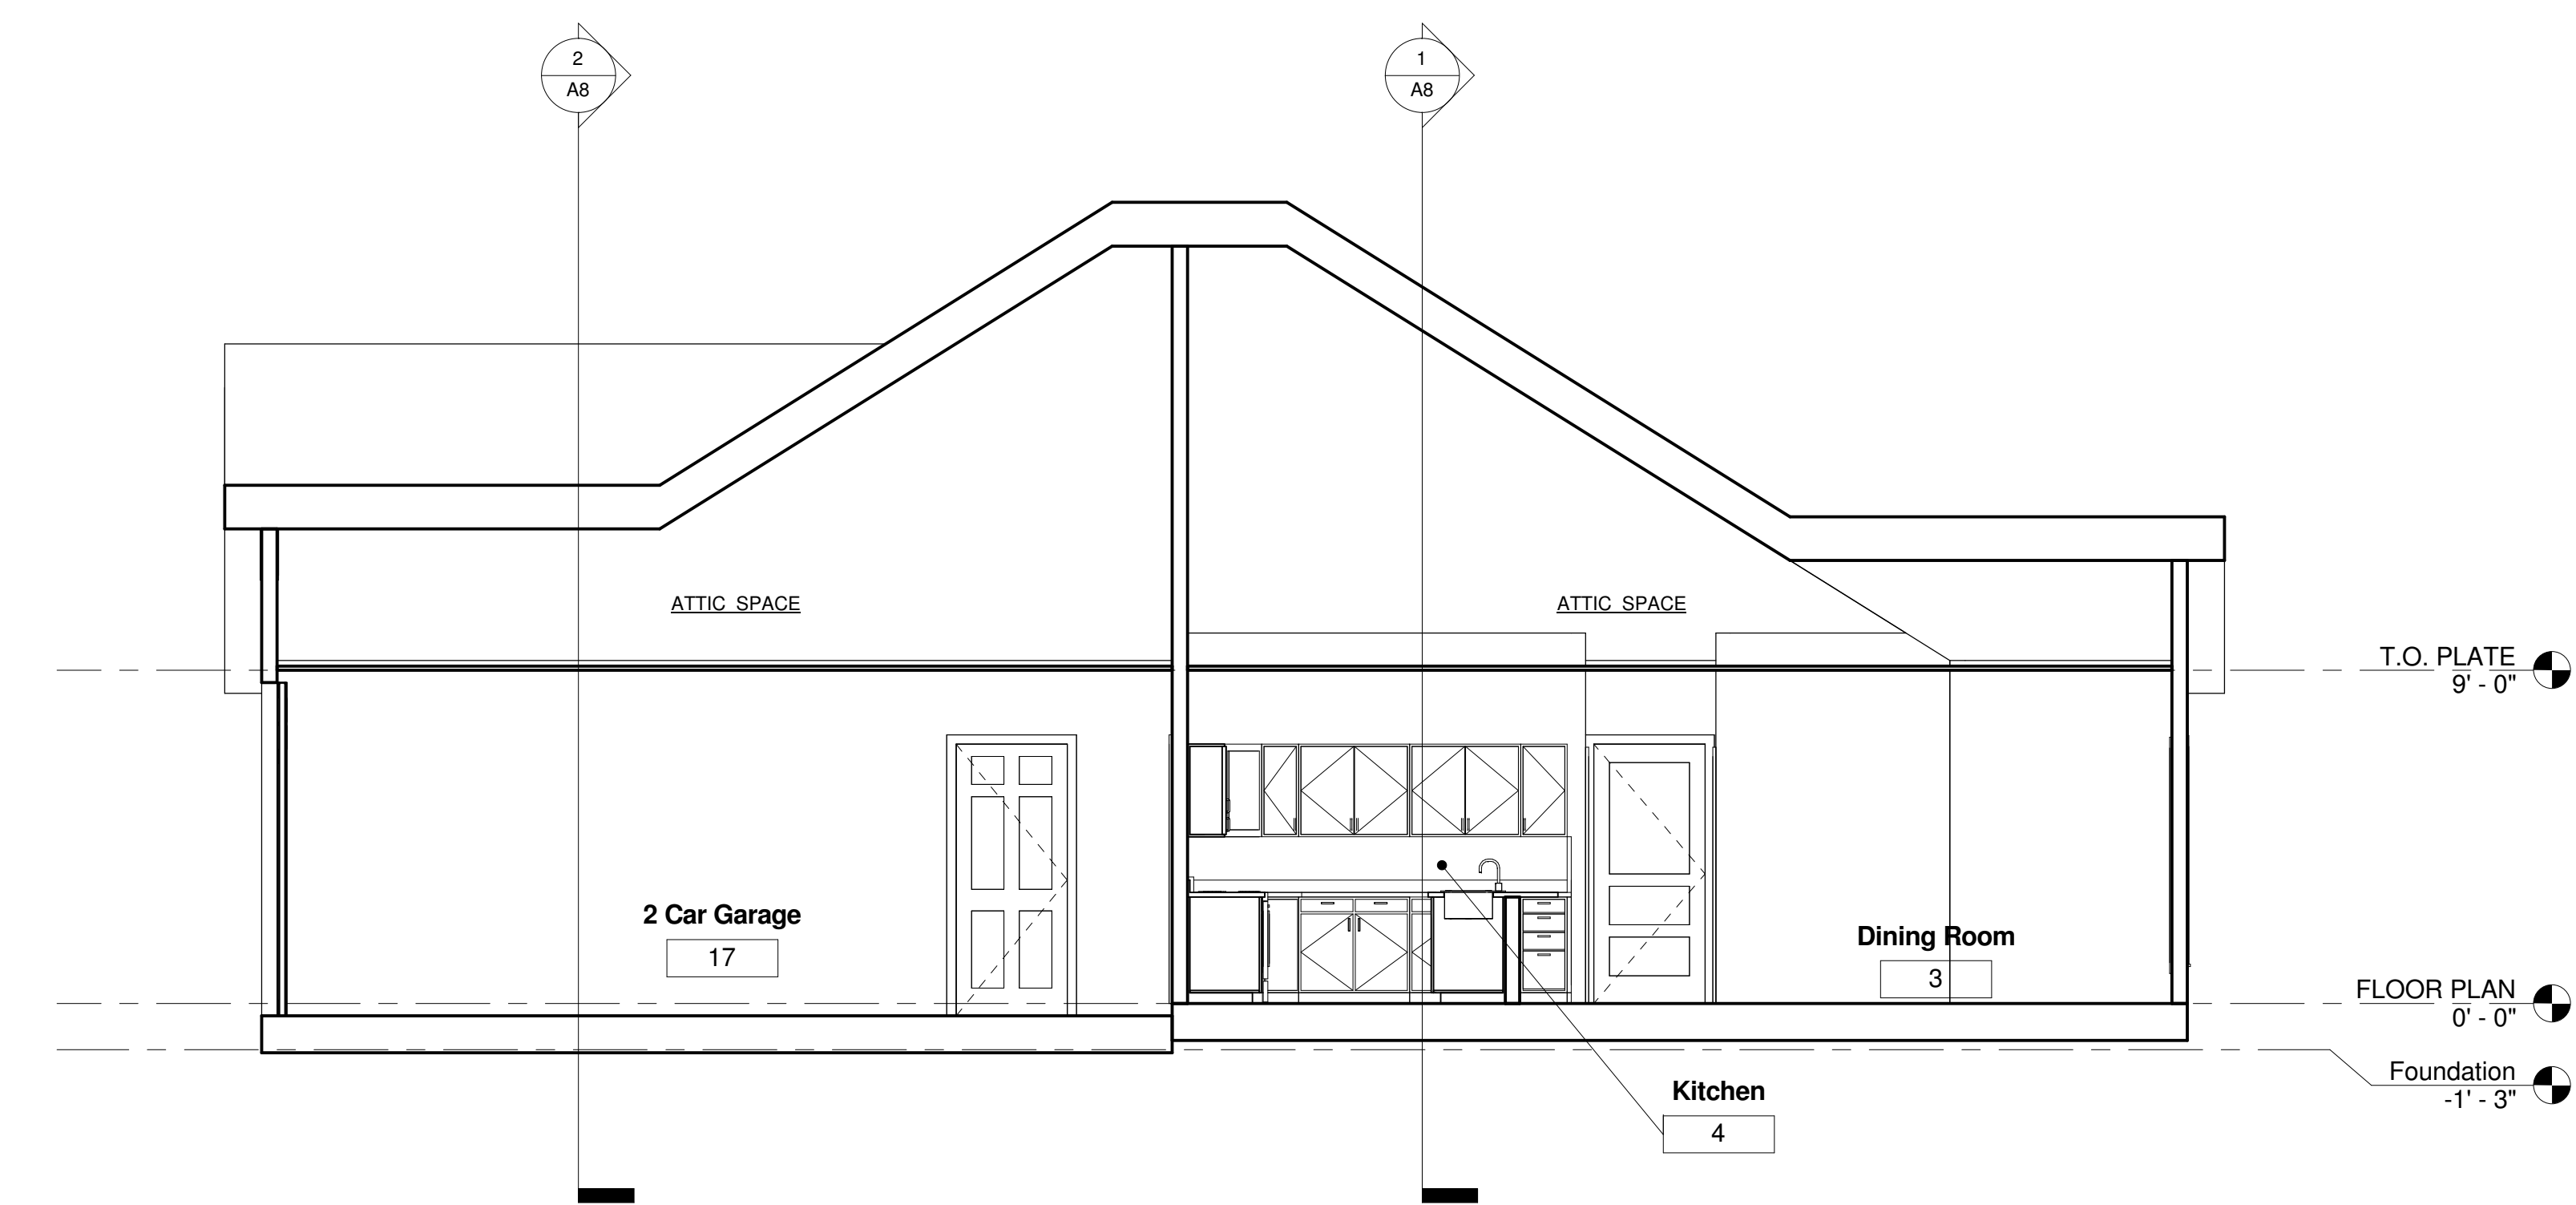 2
A8
1
A8
ATTIC SPACE
ATTIC SPACE
T.O. PLATE
9' - 0"
2 Car Garage
17
Dining Room
3
FLOOR PLAN
0' - 0"
Foundation
-1' - 3"
Kitchen
4